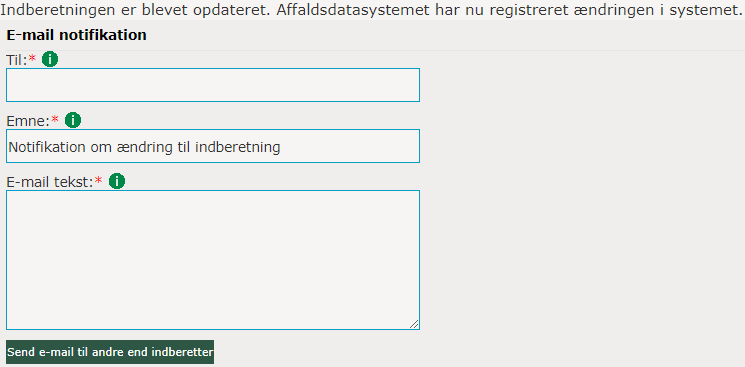 Indberetningen er blevet opdateret. Affaldsdatasystemet har nu registreret ændringen i systemet.
E-mail notifikation
Til:* i
Emne:* i
Notifikation om ændring til indberetning
E-mail tekst:* i
Send e-mail til andre end indberetter